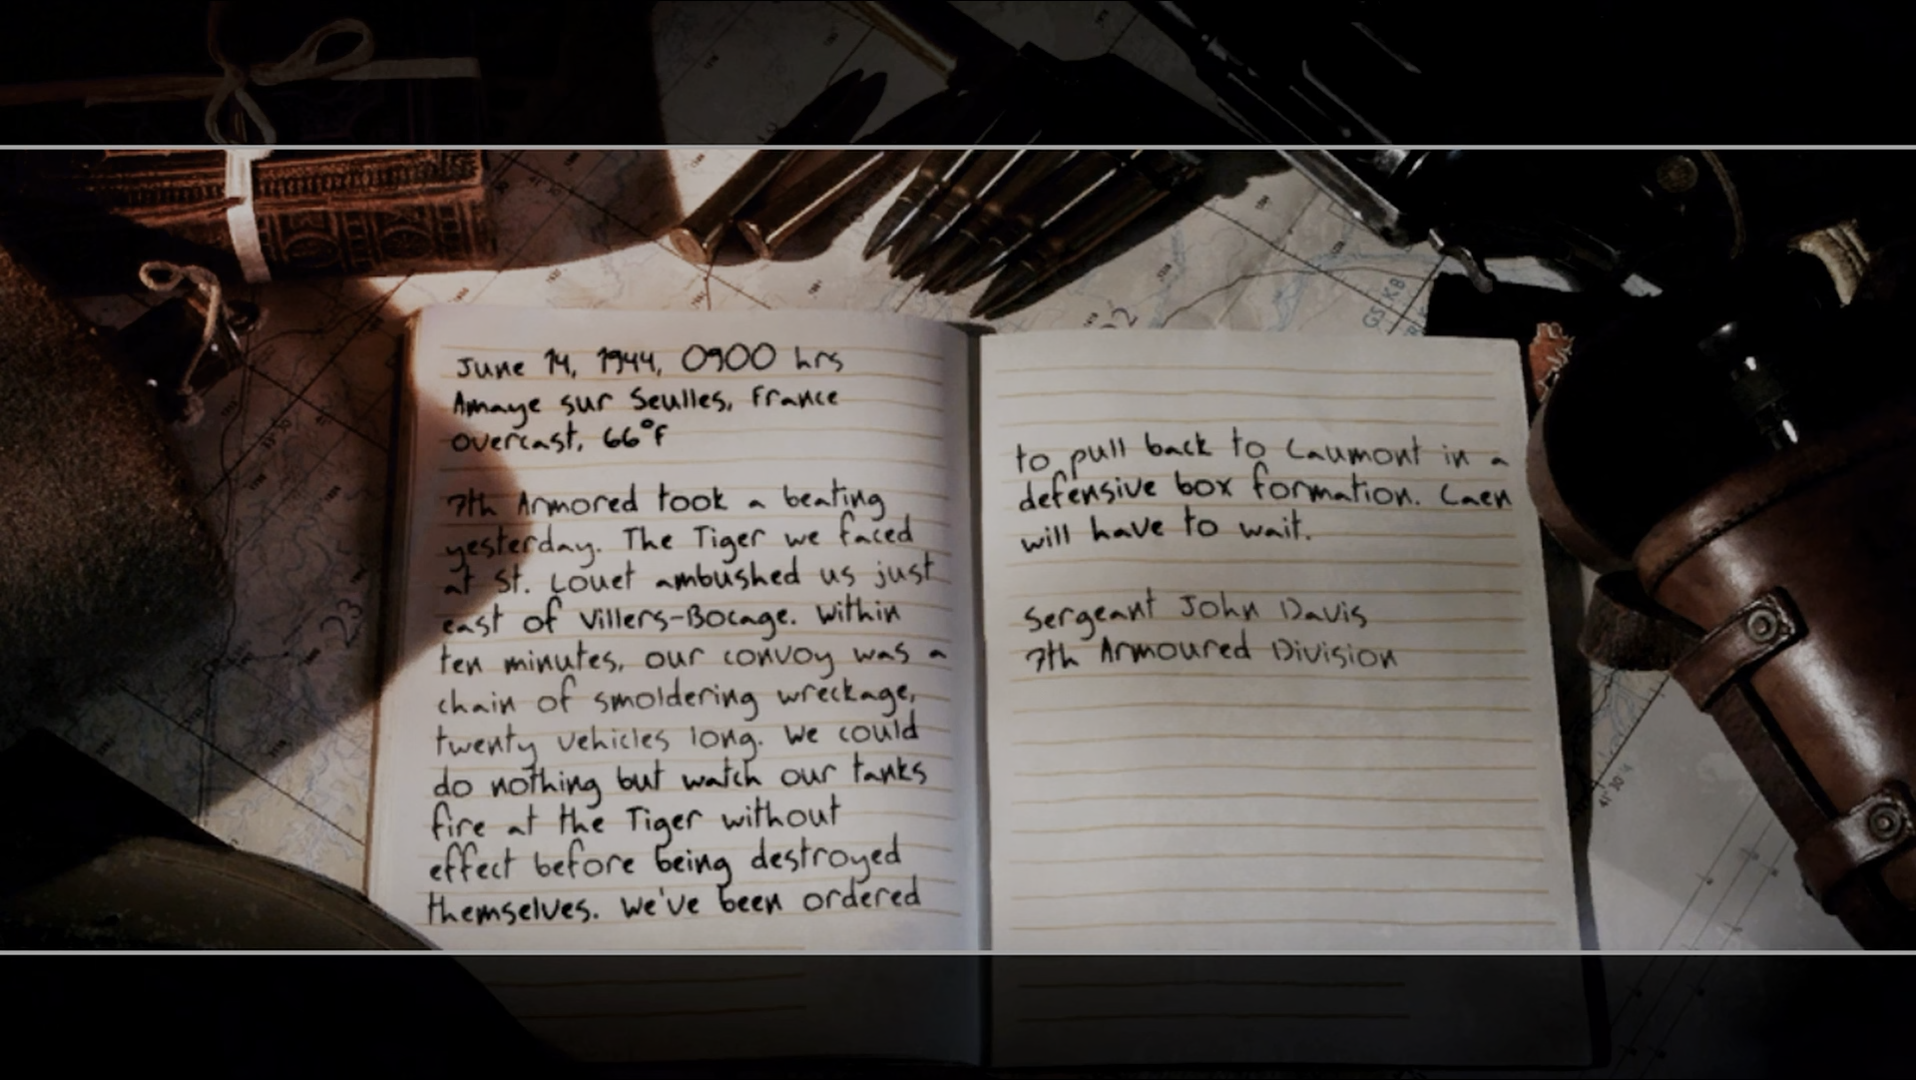 June 14, 1944, 0900 hrs
Amaye sur Seulles, France
Overcast, 66°F
7th Armored took a beating
yesterday. The Tiger we faced
at St. Louet ambushed us just
east of Villers-Bocage. Within
ten minutes, our convoy was a
chain of smoldering wreckage,
twenty vehicles long. We could
do nothing but watch our tanks
fire at the Tiger without
effect before being destroyed
themselves. We've been ordered
to pull back to Caumont in a
defensive box formation. Caen
will have to wait.
Sergeant John Davis
7th Armoured Division
GSKB
23